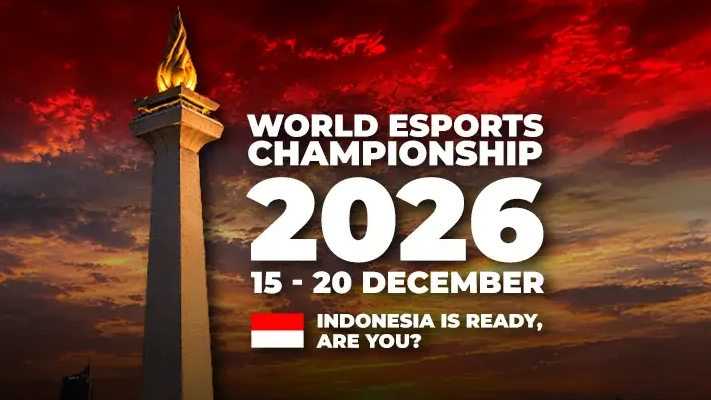 WORLD ESPORTS
CHAMPIONSHIP
2026
15 - 20 DECEMBER
INDONESIA IS READY,
ARE YOU?